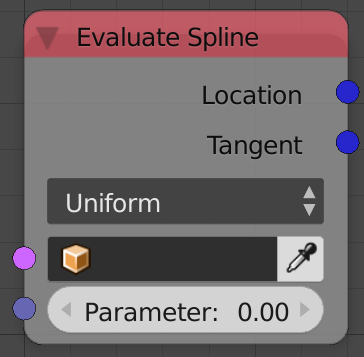 Evaluate Spline
Location
Tangent
Uniform
Parameter: 0.00